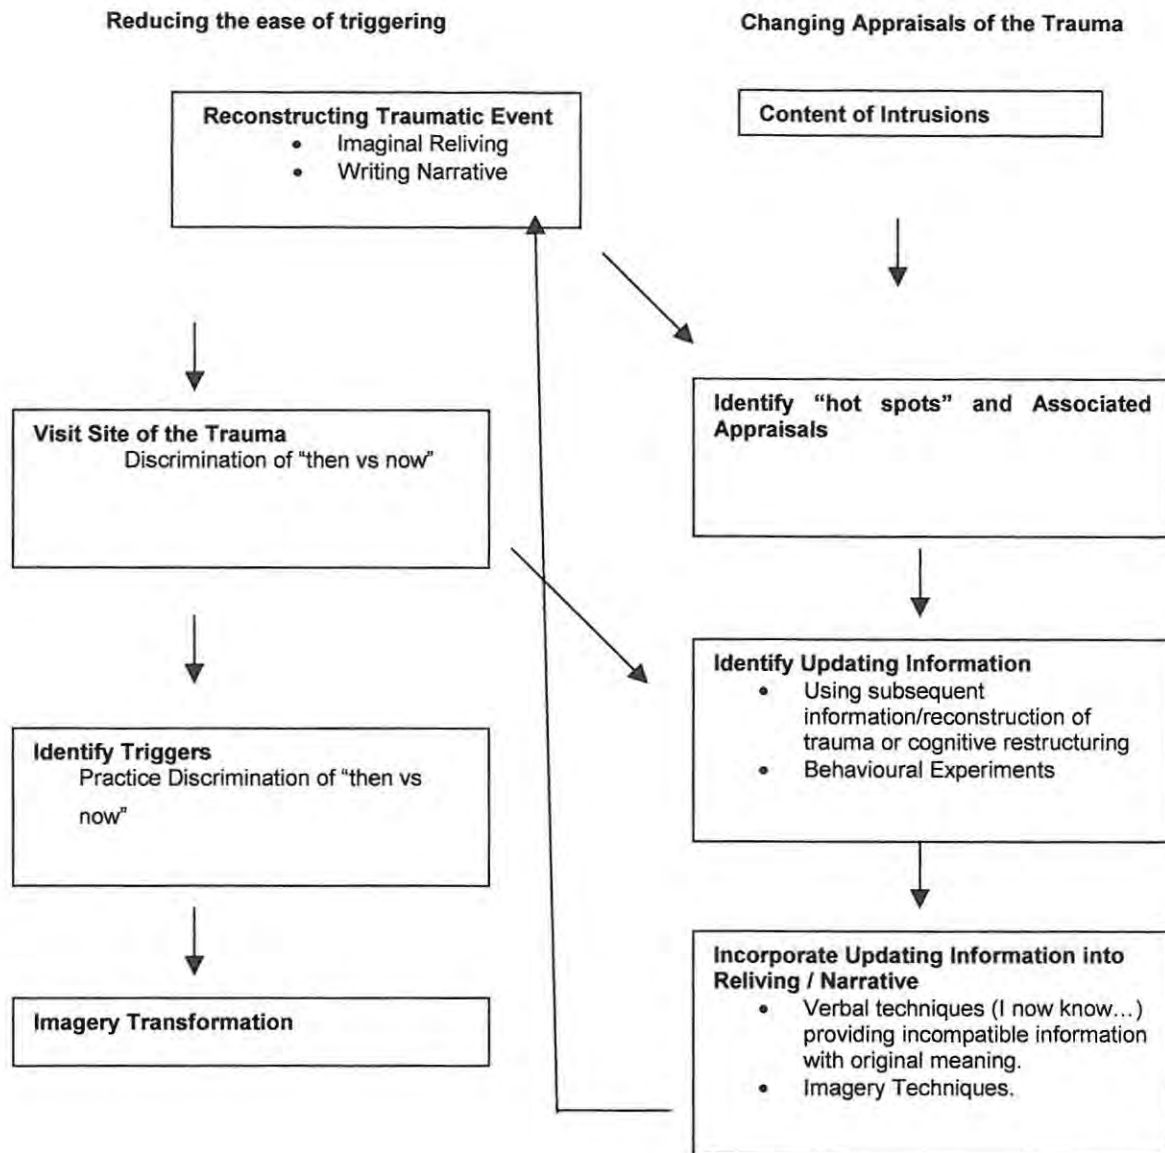 Reducing the ease of triggering
Changing Appraisals of the Trauma
Reconstructing Traumatic Event
• Imaginal Reliving
• Writing Narrative
Content of Intrusions
Visit Site of the Trauma
Discrimination of “then vs now”
Identify “hot spots” and Associated
Appraisals
Identify Triggers
Practice Discrimination of “then vs
now”
Identify Updating Information
• Using subsequent
information/reconstruction of
trauma or cognitive restructuring
• Behavioural Experiments
Imagery Transformation
Incorporate Updating Information into
Reliving / Narrative
• Verbal techniques (I now know…)
providing incompatible information
with original meaning.
• Imagery Techniques.